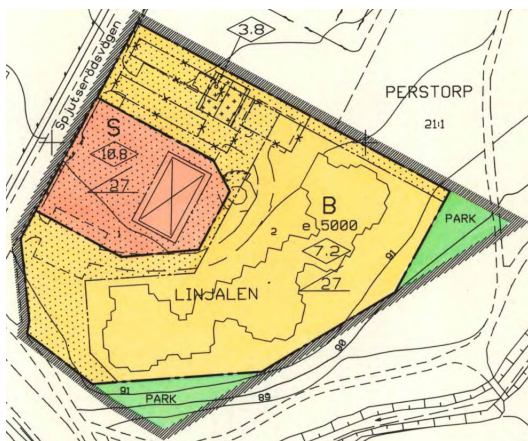 3.8
Spjutserödsvägen
PERSTORP
21:1
S
10.8
27
1
B
e 5000
2
7.2
27
PARK
91
LINJALEN
90
91
PARK
89